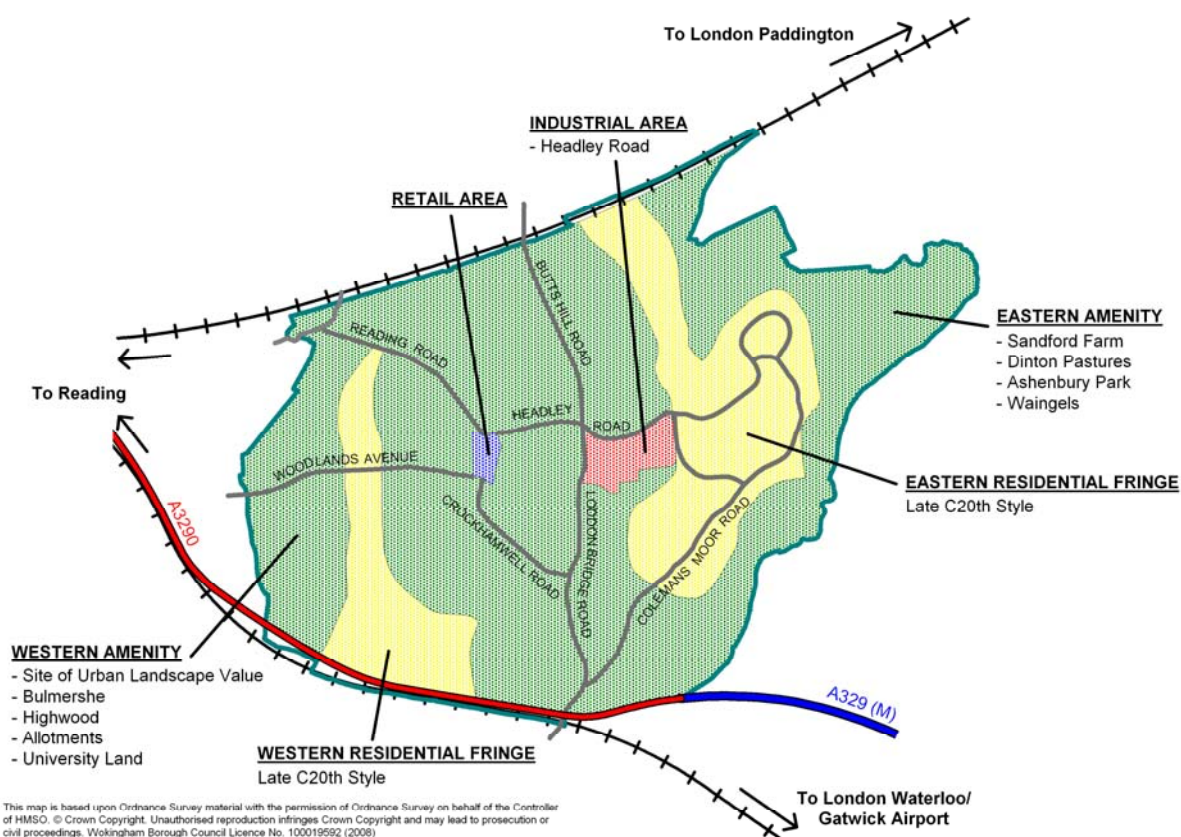 To London Paddington
INDUSTRIAL AREA
- Headley Road
RETAIL AREA
BUTTS HILL ROAD
READING ROAD
EASTERN AMENITY
- Sandford Farm
- Dinton Pastures
- Ashenbury Park
- Waingels
To Reading
HEADLEY
ROAD
WOODLANDS AVENUE
EASTERN RESIDENTIAL FRINGE
Late C20th Style
A3290
CROCKHAMWELL ROAD
LODDON BRIDGE ROAD
COLEMANS MOOR ROAD
WESTERN AMENITY
- Site of Urban Landscape Value
- Bulmershe
- Highwood
- Allotments
- University Land
A329 (M)
WESTERN RESIDENTIAL FRINGE
Late C20th Style
To London Waterloo/
Gatwick Airport
This map is based upon Ordnance Survey material with the permission of Ordnance Survey on behalf of the Controller
of HMSO. © Crown Copyright. Unauthorised reproduction infringes Crown Copyright and may lead to prosecution or
civil proceedings. Wokingham Borough Council Licence No. 100019592 (2008)